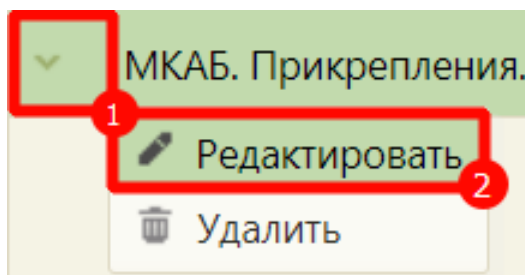 МКАБ. Прикрепления.
1
Редактировать
2
Удалить